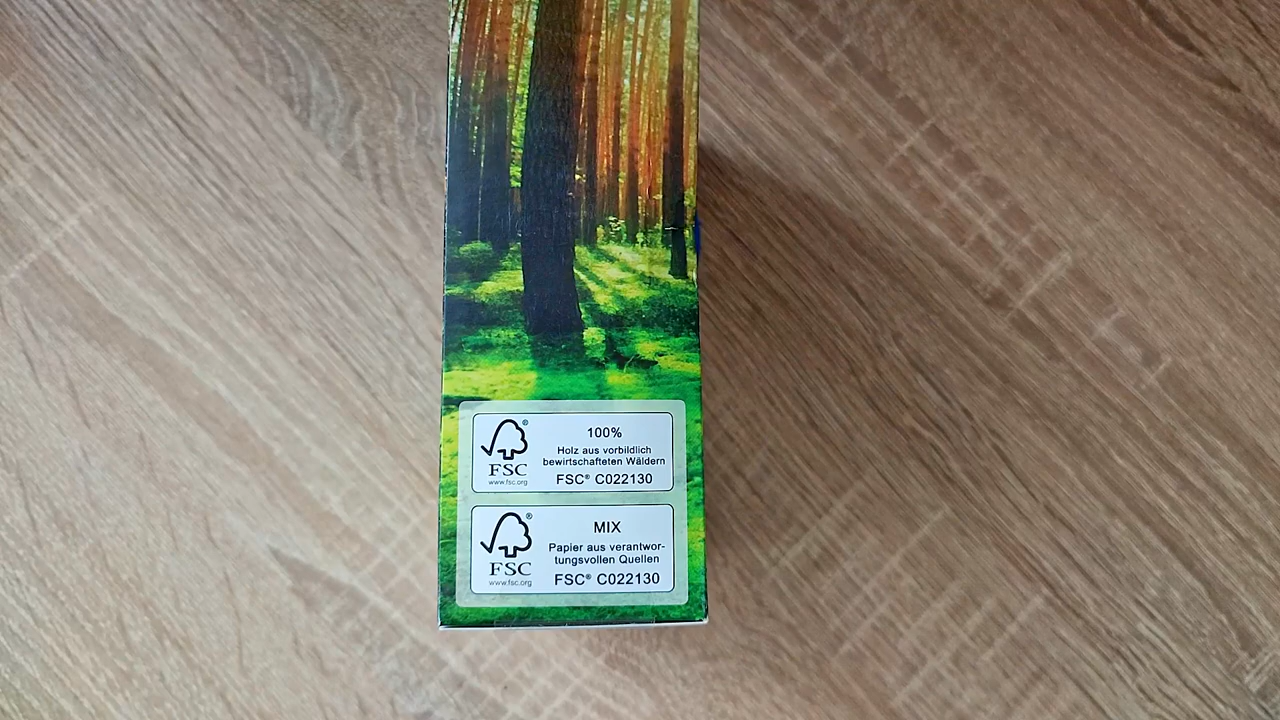 100%
Holz aus vorbildlich
bewirtschafteten Wäldern
FSC® C022130
®
FSC
www.fsc.org
MIX
Papier aus verantwor-
tungsvollen Quellen
FSC® C022130
®
FSC
www.fsc.org